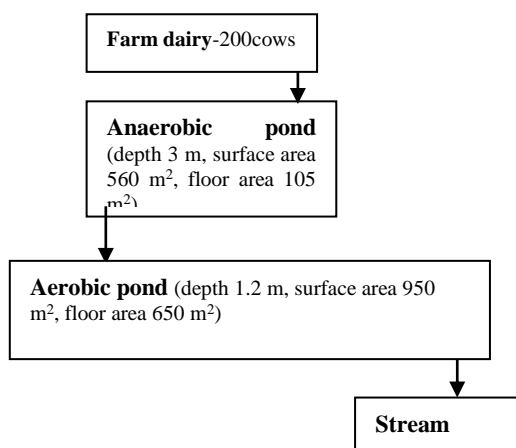 Farm dairy-200cows
Anaerobic pond
(depth 3 m, surface area
560 m², floor area 105
m²)
Aerobic pond (depth 1.2 m, surface area 950
m², floor area 650 m²)
Stream